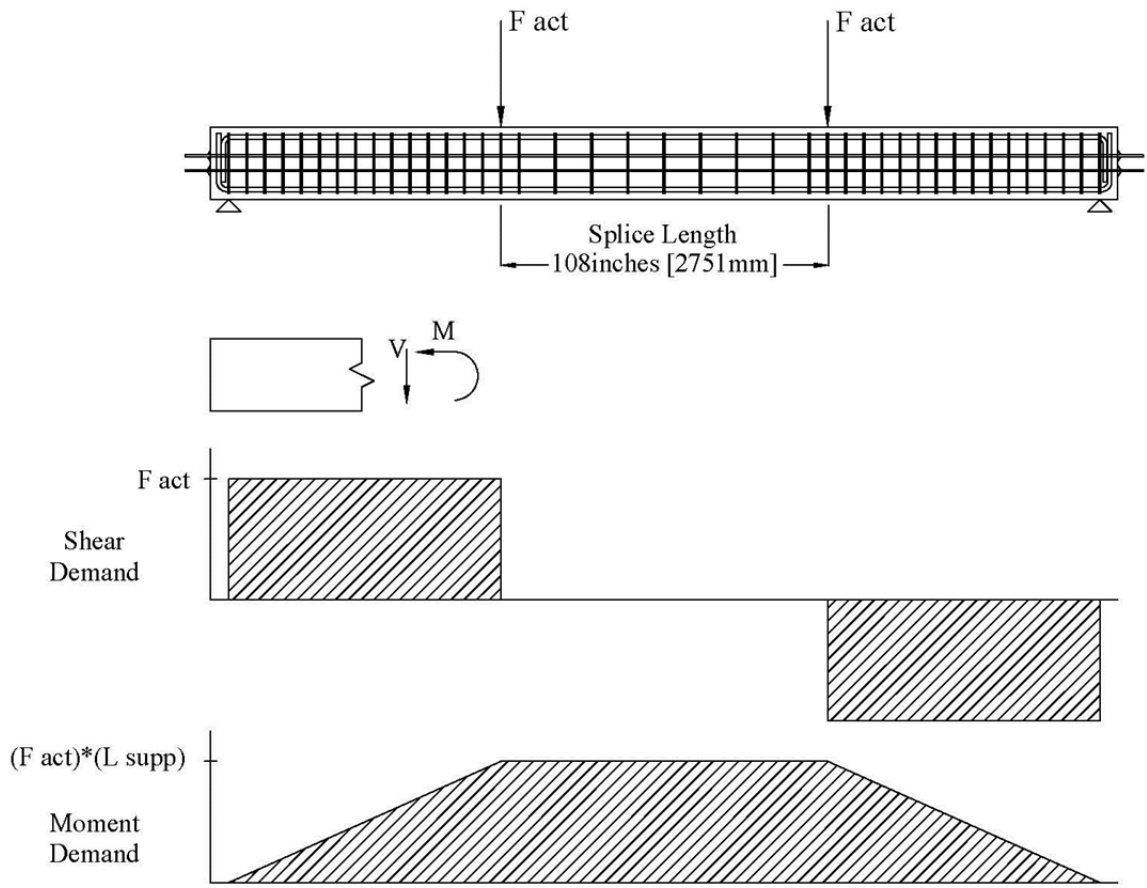 F act
F act
Splice Length
108inches [2751mm]
V
M
F act
Shear
Demand
(F act)*(L supp)
Moment
Demand